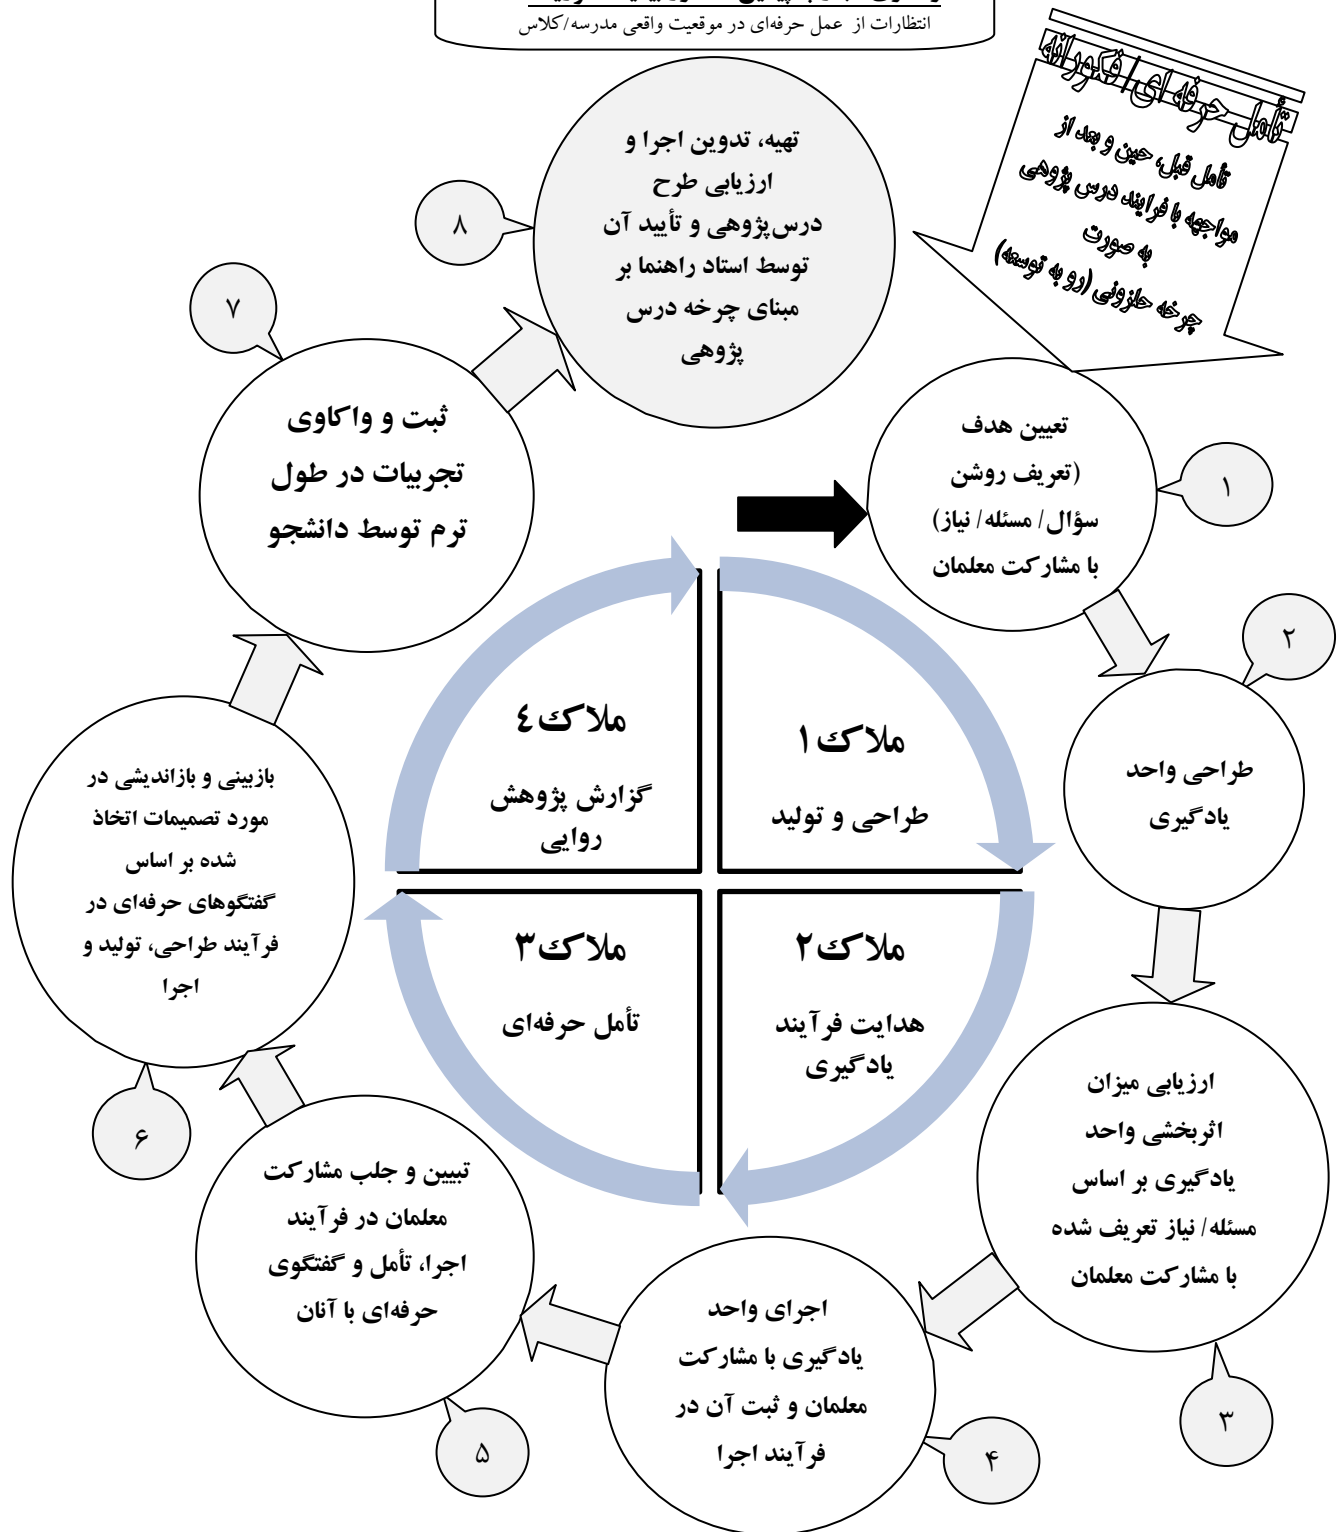 انتظارات از عمل حرفه‌ای در موقعیت واقعی مدرسه/کلاس
تأمل حرفه ای/ فکورانه
تأمل قبل، حین و بعد از
مواجهه با فرایند درس پژوهی
به صورت
چرخه حلزونی (رو به توسعه)
۱
تعیین هدف
(تعریف روشن
سؤال/ مسئله/ نیاز)
با مشارکت معلمان
۲
طراحی واحد
یادگیری
۳
ارزیابی میزان
اثربخشی واحد
یادگیری بر اساس
مسئله/ نیاز تعریف شده
با مشارکت معلمان
۴
اجرای واحد
یادگیری با مشارکت
معلمان و ثبت آن در
فرآیند اجرا
۵
تبیین و جلب مشارکت
معلمان در فرآیند
اجرا، تأمل و گفتگوی
حرفه‌ای با آنان
۶
بازبینی و بازاندیشی در
مورد تصمیمات اتخاذ
شده بر اساس
گفتگوهای حرفه‌ای در
فرآیند طراحی، تولید و
اجرا
۷
ثبت و واکاوی
تجربیات در طول
ترم توسط دانشجو
۸
تهیه، تدوین اجرا و
ارزیابی طرح
درس‌پژوهی و تأیید آن
توسط استاد راهنما بر
مبنای چرخه درس
پژوهی
ملاک ۱
طراحی و تولید
ملاک ۲
هدایت فرآیند
یادگیری
ملاک ۳
تأمل حرفه‌ای
ملاک ٤
گزارش پژوهش
روایی